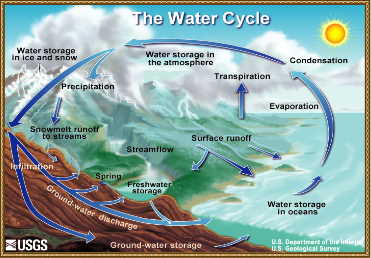 The Water Cycle
Water storage
in ice and snow
Water storage in
the atmosphere
Condensation
Precipitation
Transpiration
Evaporation
Snowmelt runoff
to streams
Surface runoff
Streamflow
Infiltration
Spring
Freshwater
storage
Ground-water discharge
Water storage
in oceans
Ground-water storage
USGS
U.S. Department of the Interior
U.S. Geological Survey